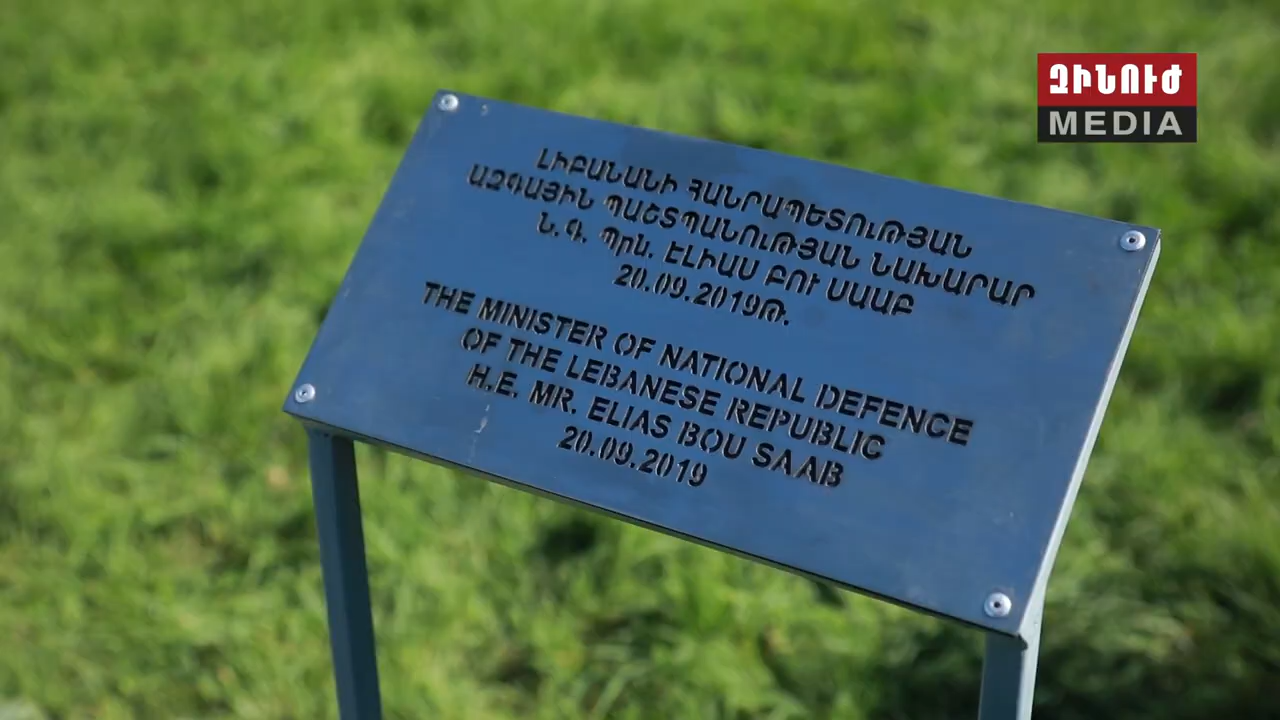 ԶԻՆՈՒԺ
MEDIA
ԼԻԲԱՆԱՆԻ ՀԱՆՐԱՊԵՏՈւԹՅԱՆ
ԱԶԳԱՅԻՆ ՊԱՇՏՊԱՆՈւԹՅԱՆ ՆԱԽԱՐԱՐ
Ն.Գ. Պրն. ԷԼԻԱՍ ԲՈՒ ՍԱԱԲ
20.09.2019Թ.
THE MINISTER OF NATIONAL DEFENCE
OF THE LEBANESE REPUBLIC
H.E. MR. ELIAS BOU SAAB
20.09.2019